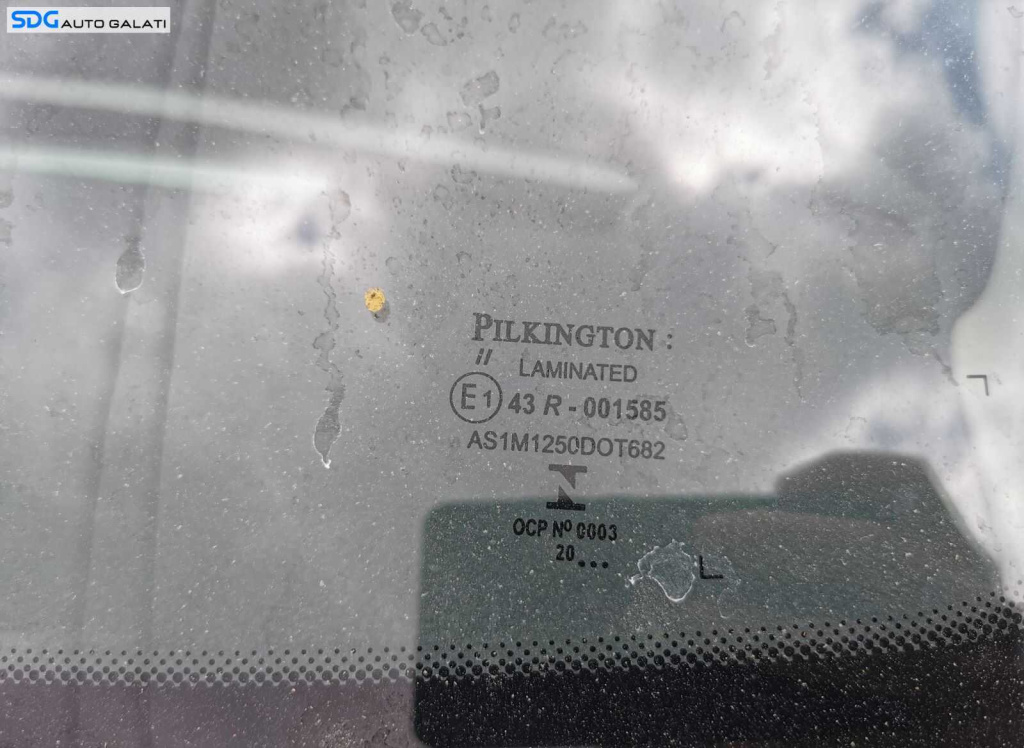 SDG AUTO GALATI
PILKINGTON :
" LAMINATED
E1 43 R - 001585
AS1M1250DOT682
N
OCP Nº 0003
20...